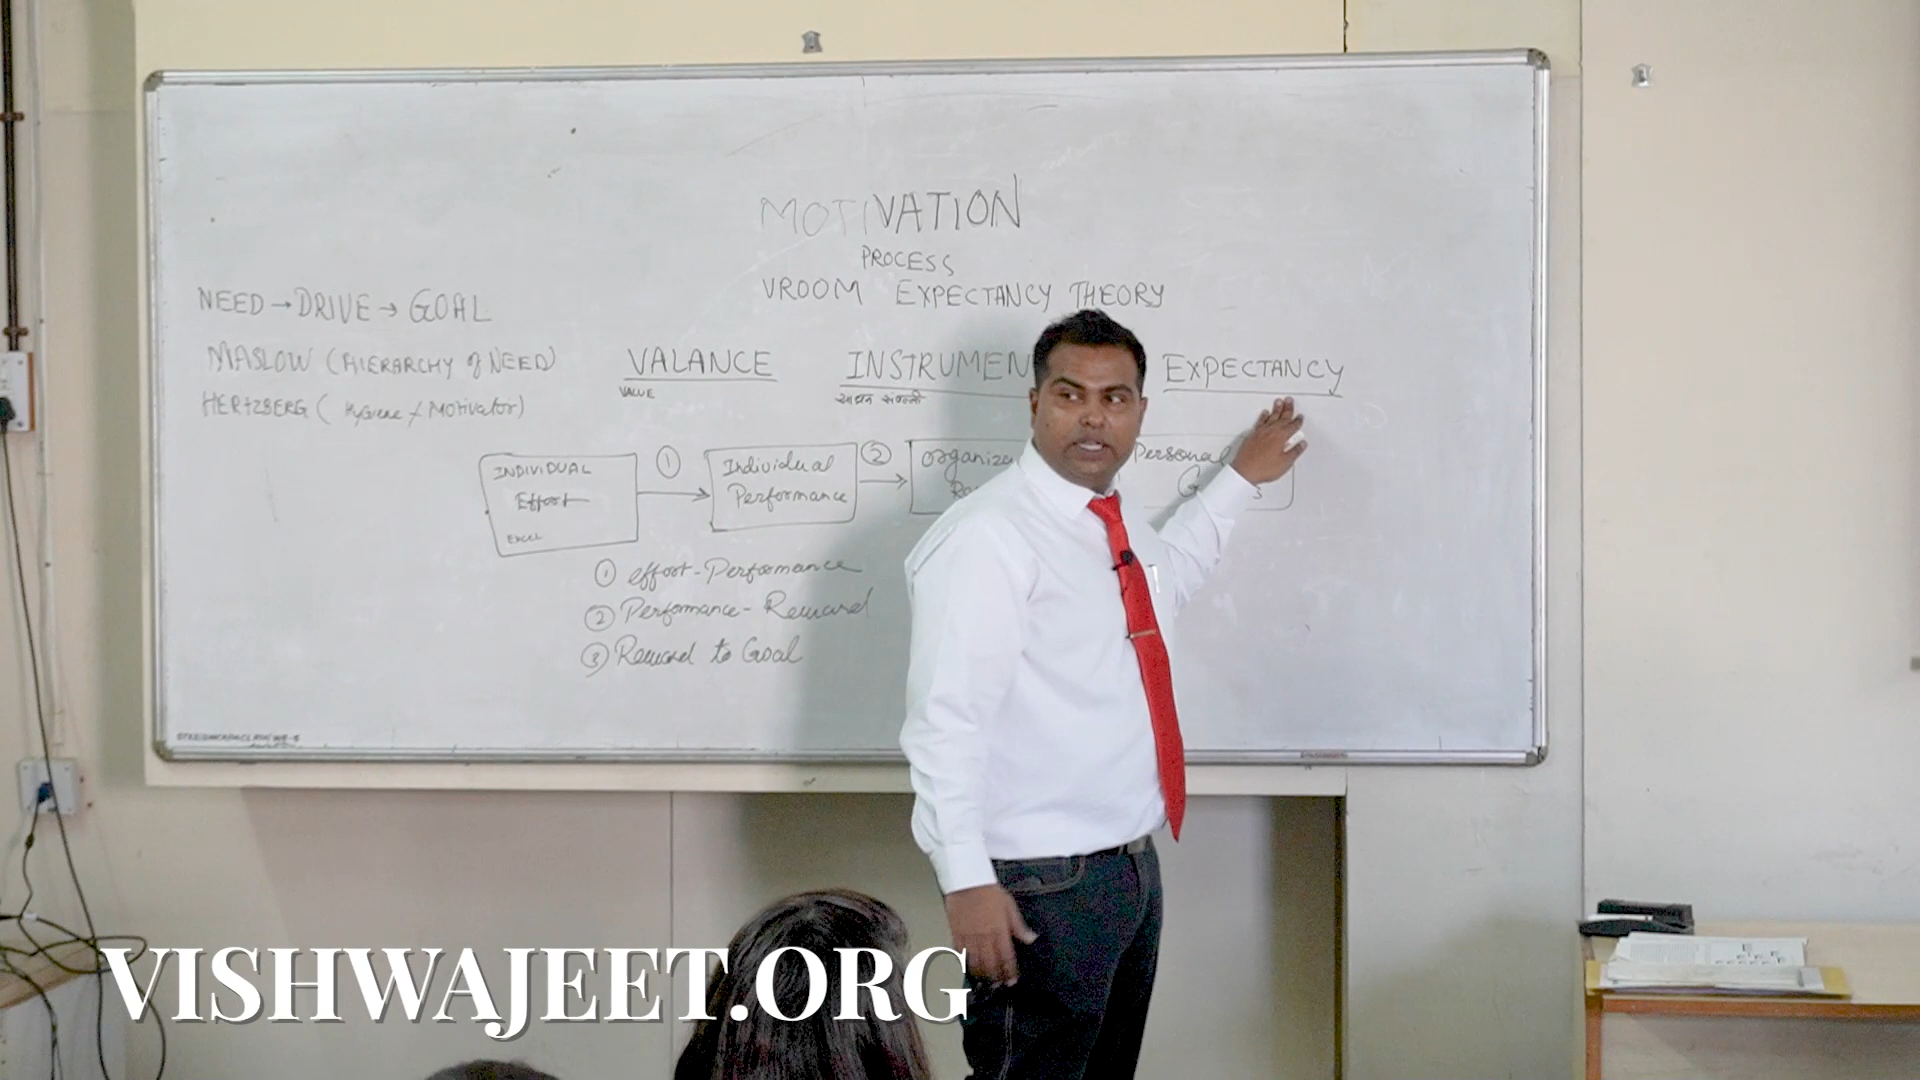 MOTIVATION
PROCESS
VROOM EXPECTANCY THEORY
NEED → DRIVE → GOAL
MASLOW (HIERARCHY of NEED)
HERTZBERG ( Hygiene / Motivator)
VALANCE INSTRUMEN EXPECTANCY
VALUE
INDIVIDUAL
Effort
EXCEL
①
Individual
Performance
②
Organiza
Personal
① effort-Performance
② Performance-Reward
③ Reward to Goal
VISHWAJEET.ORG